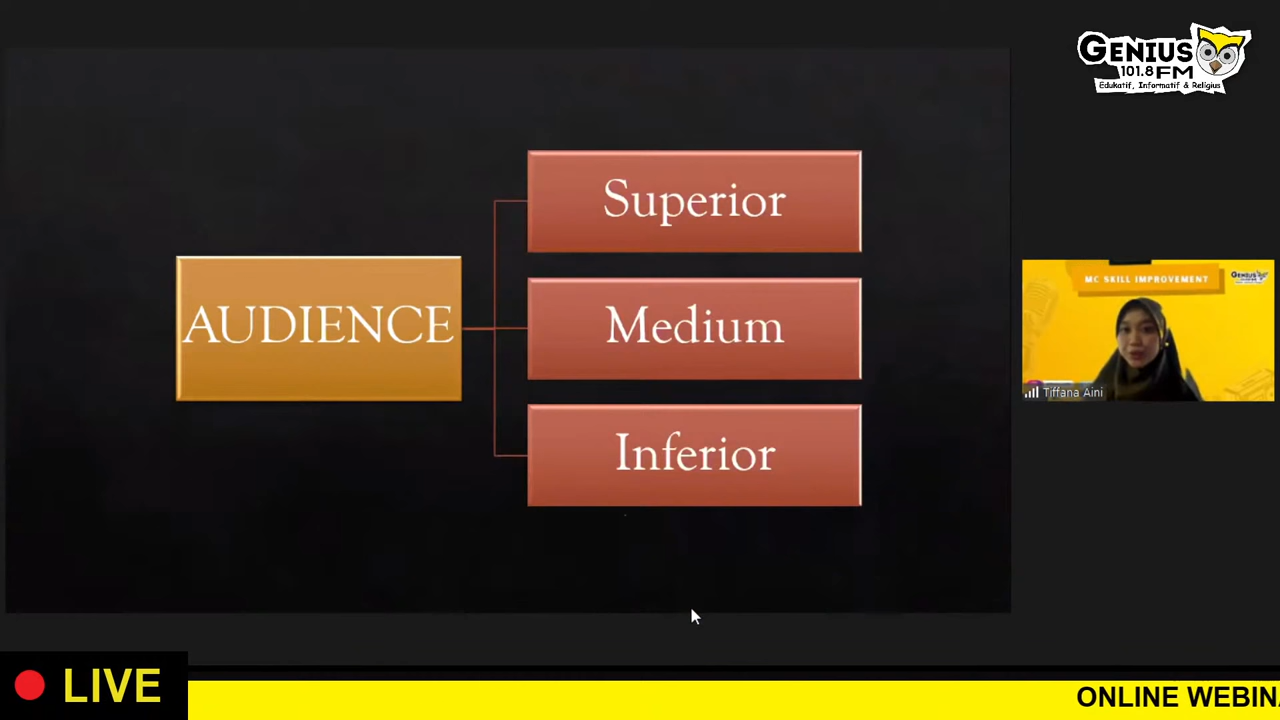 GENIUS
101.8 FM
Edukatif, Informatif & Religius
Superior
AUDIENCE
Medium
Inferior
MC SKILL IMPROVEMENT
GENIUS
Tiffana Aini
LIVE
ONLINE WEBIN